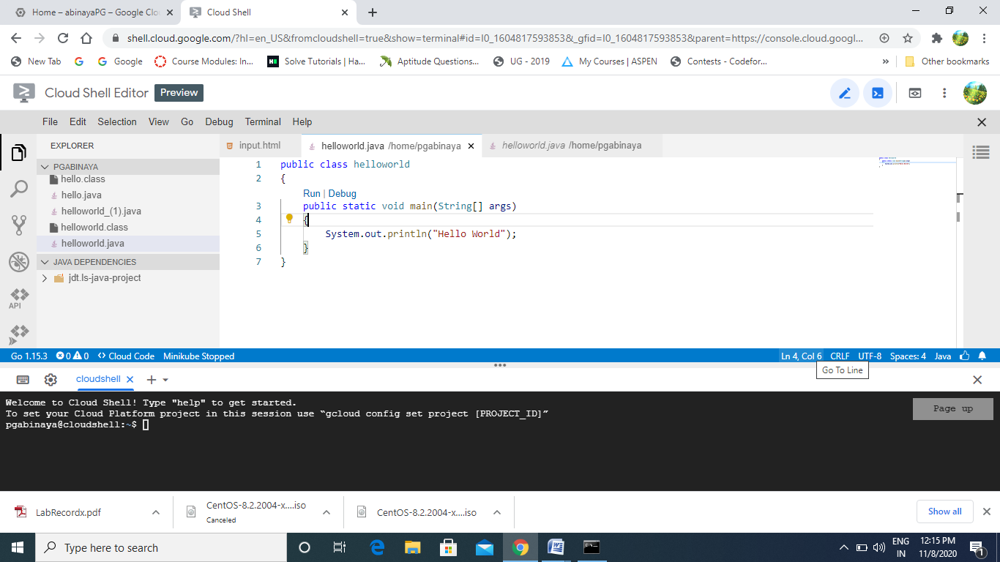 Home – abinayaPG – Google Clo
Cloud Shell
shell.cloud.google.com/?hl=en_US&fromcloudshell=true&show=terminal#id=I0_1604817593853&_gfid=I0_1604817593853&parent=https://console.cloud.googl...
New Tab
Google
Course Modules: In...
Solve Tutorials | Ha...
Aptitude Questions...
UG - 2019
My Courses | ASPEN
Contests - Codefor...
»
Other bookmarks
Cloud Shell Editor Preview
File Edit Selection View Go Debug Terminal Help
EXPLORER
PGABINAYA
hello.class
hello.java
helloworld_(1).java
helloworld.class
helloworld.java
JAVA DEPENDENCIES
jdt.ls-java-project
API
input.html
helloworld.java /home/pgabinaya
helloworld.java /home/pgabinaya
1 public class helloworld
2 {
Run | Debug
3 public static void main(String[] args)
4 {
5 System.out.println("Hello World");
6 }
7 }
Go 1.15.3 0 0 Cloud Code Minikube Stopped
Ln 4, Col 6 CRLF UTF-8 Spaces: 4 Java
Go To Line
cloudshell
Welcome to Cloud Shell! Type "help" to get started.
To set your Cloud Platform project in this session use “gcloud config set project [PROJECT_ID]”
pgabinaya@cloudshell:~$
Page up
LabRecordx.pdf
CentOS-8.2.2004-x....iso
Canceled
CentOS-8.2.2004-x....iso
Show all
Type here to search
ENG
IN
12:15 PM
11/8/2020
1